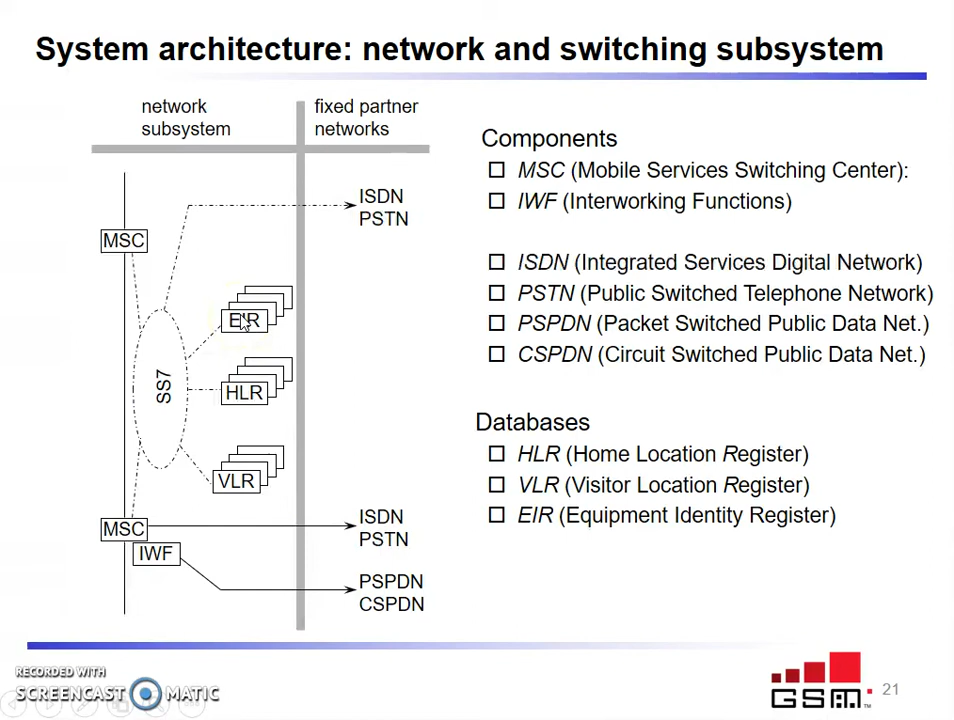 System architecture: network and switching subsystem
network
subsystem
fixed partner
networks
ISDN
PSTN
MSC
EIR
SS7
HLR
VLR
MSC
IWF
ISDN
PSTN
PSPDN
CSPDN
Components
MSC (Mobile Services Switching Center):
IWF (Interworking Functions)
ISDN (Integrated Services Digital Network)
PSTN (Public Switched Telephone Network)
PSPDN (Packet Switched Public Data Net.)
CSPDN (Circuit Switched Public Data Net.)
Databases
HLR (Home Location Register)
VLR (Visitor Location Register)
EIR (Equipment Identity Register)
RECORDED WITH
SCREENCAST MATIC
GSM TM
21